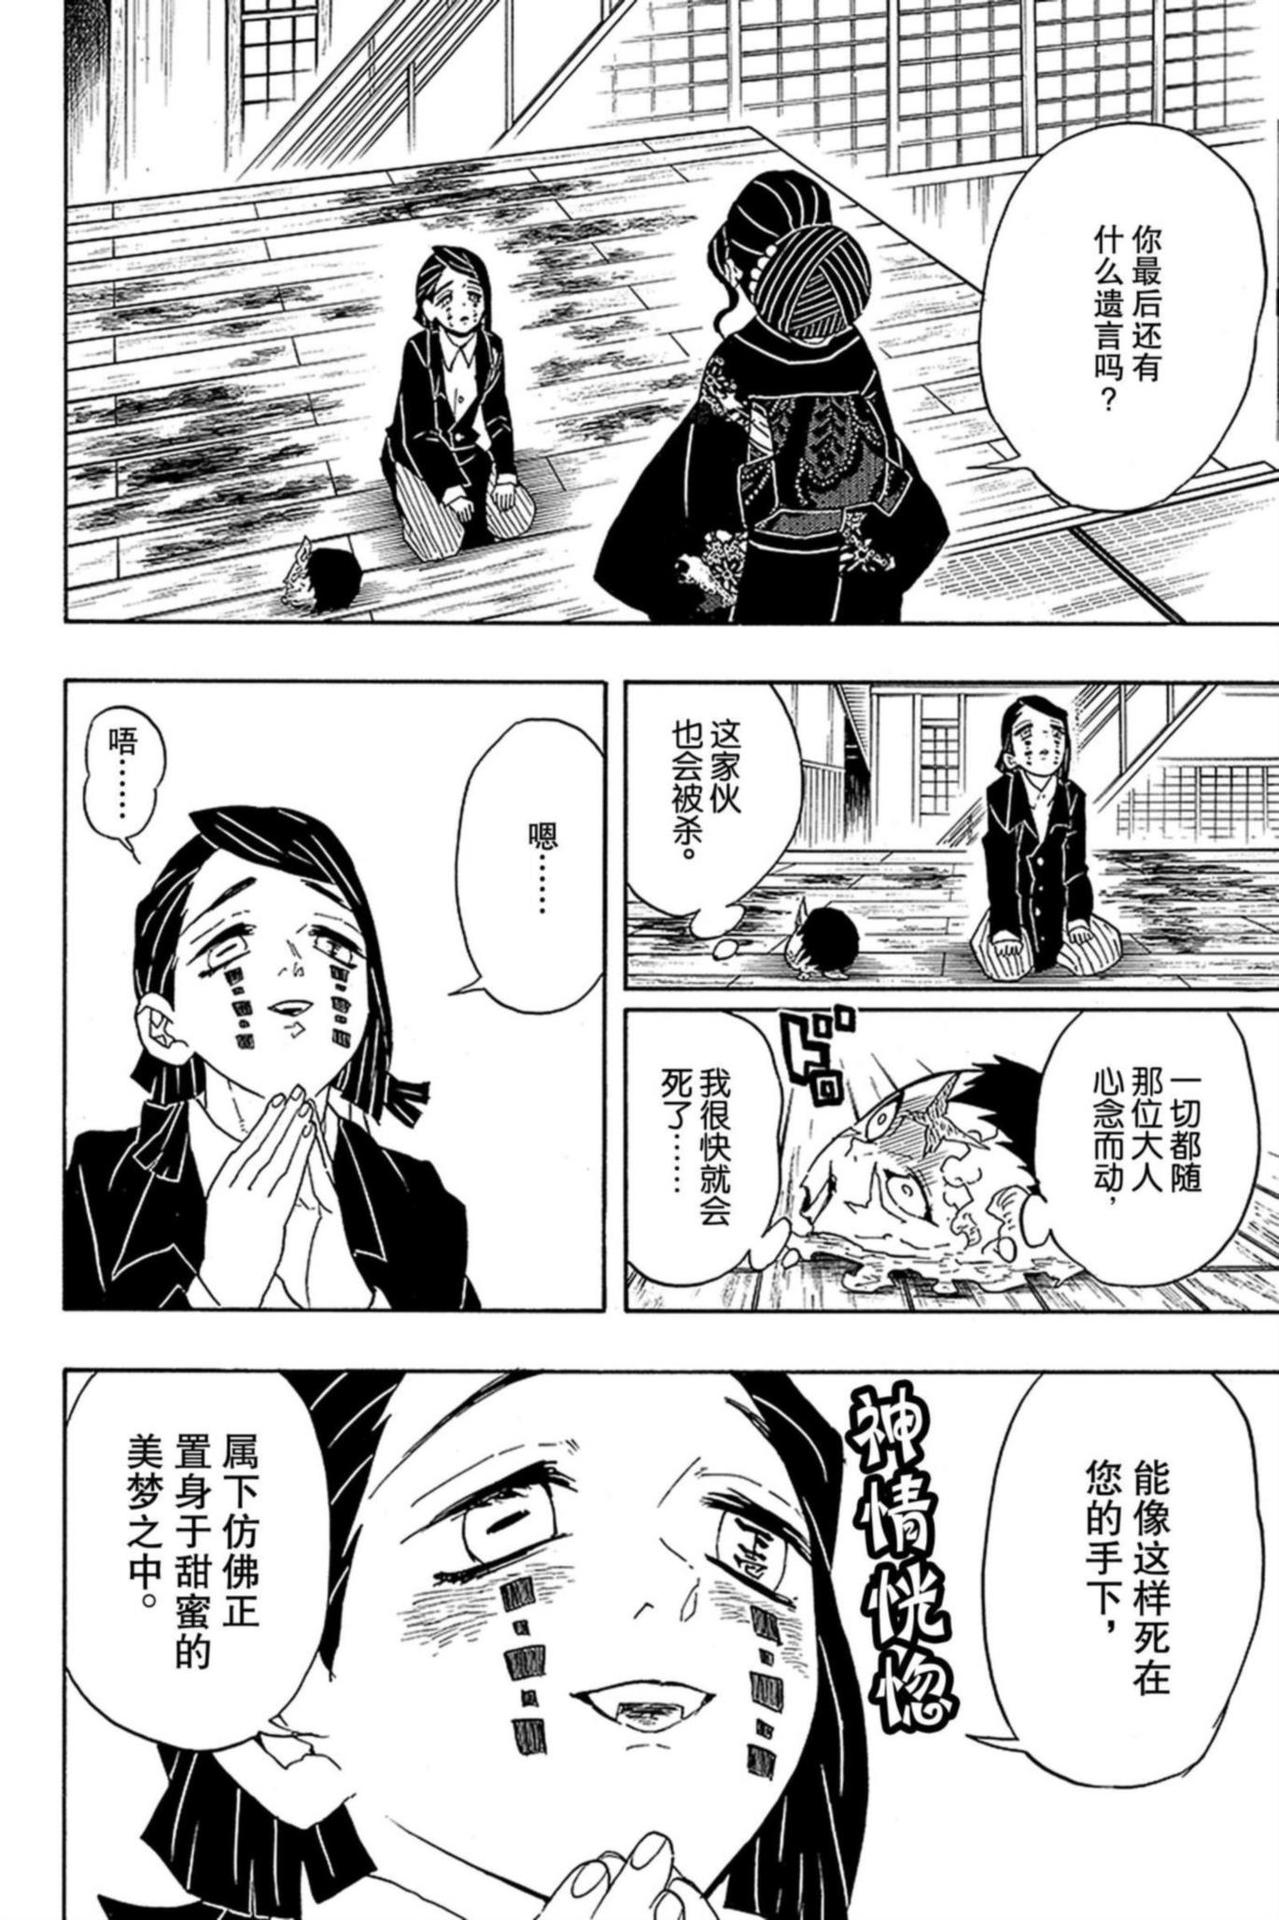 你最后还有
什么遗言吗？
这家伙
也会被杀。
一切都随
那位大人
心念而动，
我很快就会
死了……
嗯……
唔……
能像这样死在
您的手下，
神情恍惚
属下仿佛正
置身于甜蜜的
美梦之中。